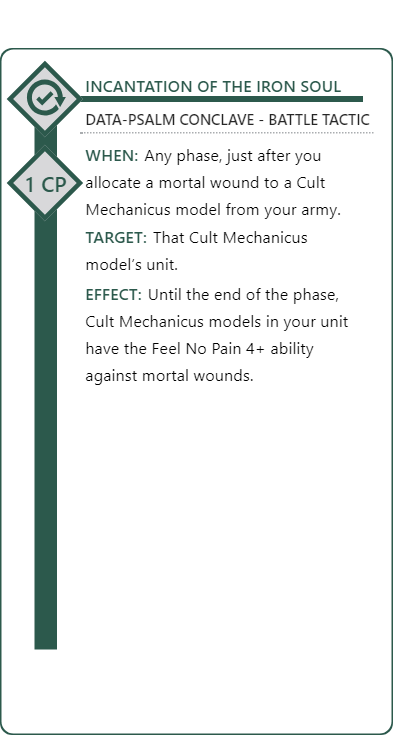 INCANTATION OF THE IRON SOUL
DATA-PSALM CONCLAVE - BATTLE TACTIC
1 CP
WHEN: Any phase, just after you
allocate a mortal wound to a Cult
Mechanicus model from your army.
TARGET: That Cult Mechanicus
model's unit.
EFFECT: Until the end of the phase,
Cult Mechanicus models in your unit
have the Feel No Pain 4+ ability
against mortal wounds.